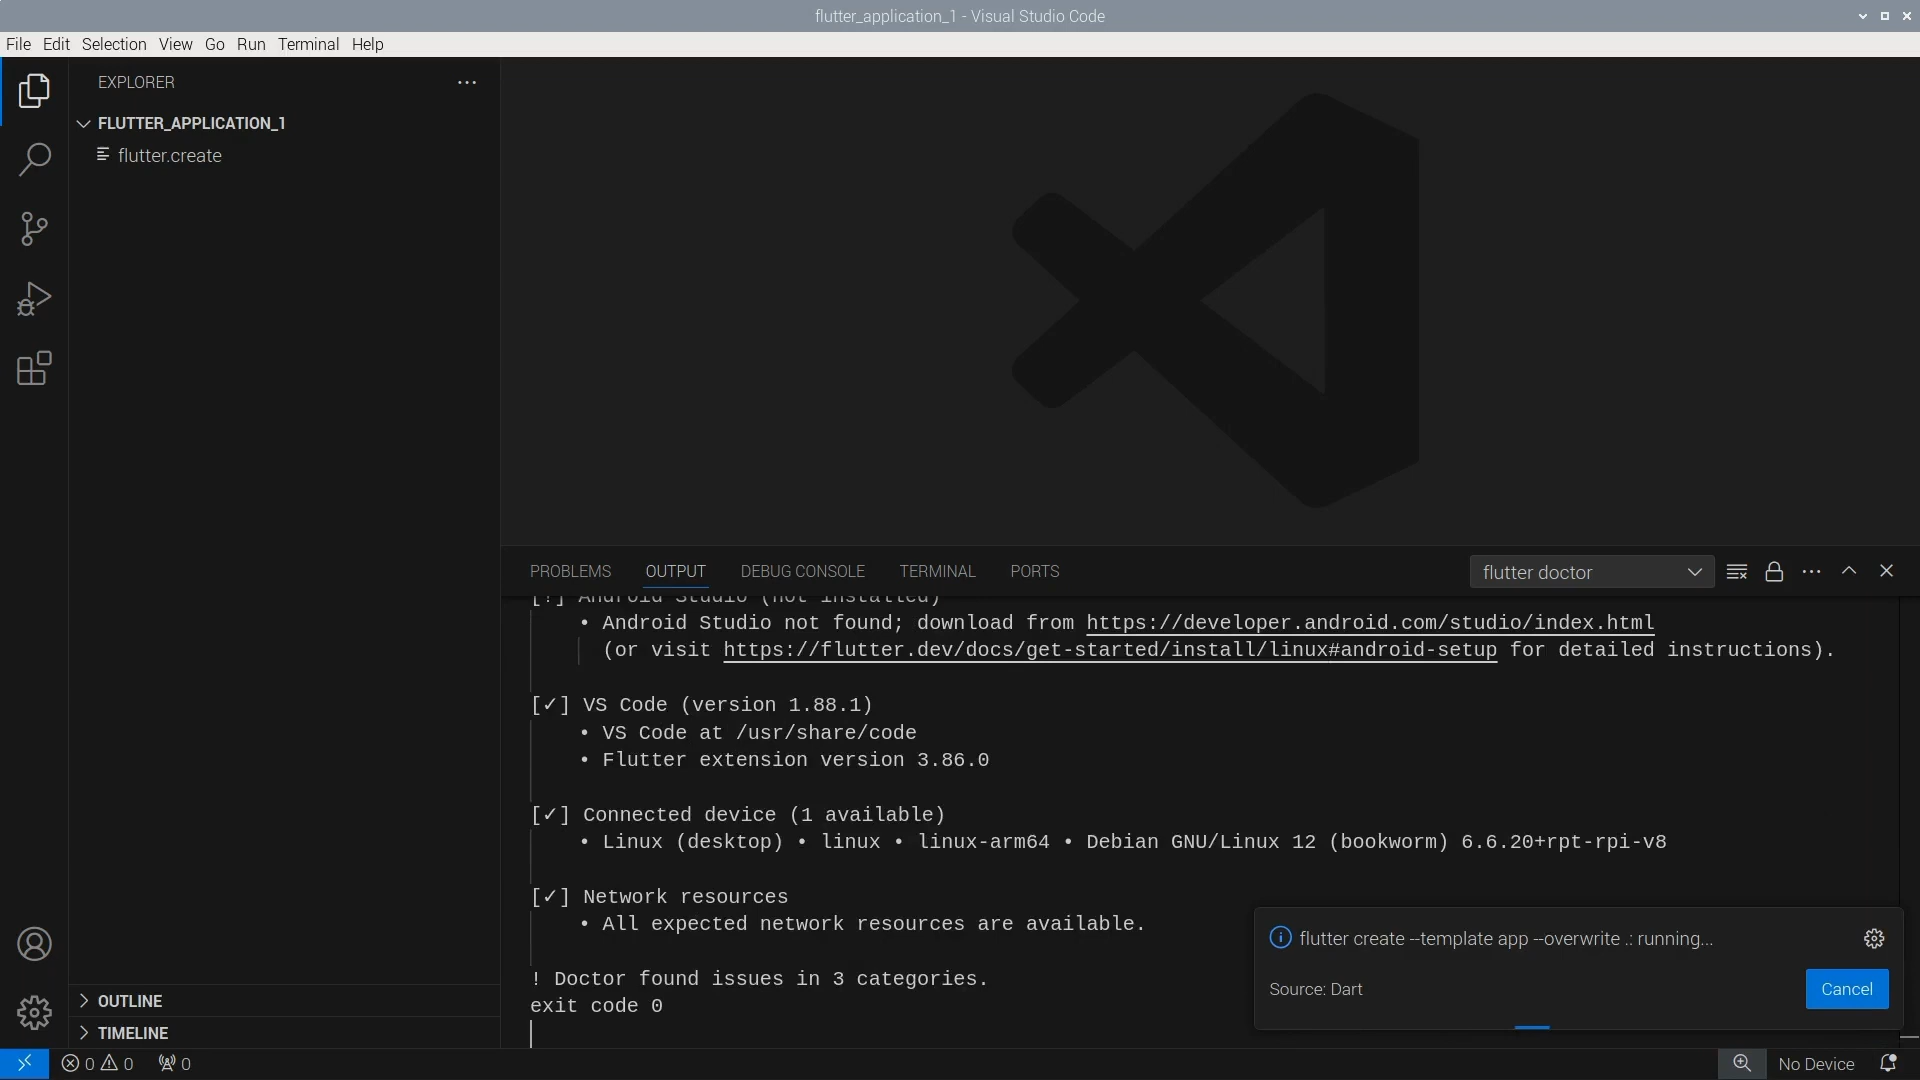 flutter_application_1 - Visual Studio Code
File Edit Selection View Go Run Terminal Help
EXPLORER
FLUTTER_APPLICATION_1
flutter.create
PROBLEMS OUTPUT DEBUG CONSOLE TERMINAL PORTS
flutter doctor
[!] Android Studio (not installed)
• Android Studio not found; download from https://developer.android.com/studio/index.html
(or visit https://flutter.dev/docs/get-started/install/linux#android-setup for detailed instructions).
[✓] VS Code (version 1.88.1)
• VS Code at /usr/share/code
• Flutter extension version 3.86.0
[✓] Connected device (1 available)
• Linux (desktop) • linux • linux-arm64 • Debian GNU/Linux 12 (bookworm) 6.6.20+rpt-rpi-v8
[✓] Network resources
• All expected network resources are available.
! Doctor found issues in 3 categories.
exit code 0
flutter create --template app --overwrite .: running...
Source: Dart
Cancel
OUTLINE
TIMELINE
0 0 0
No Device